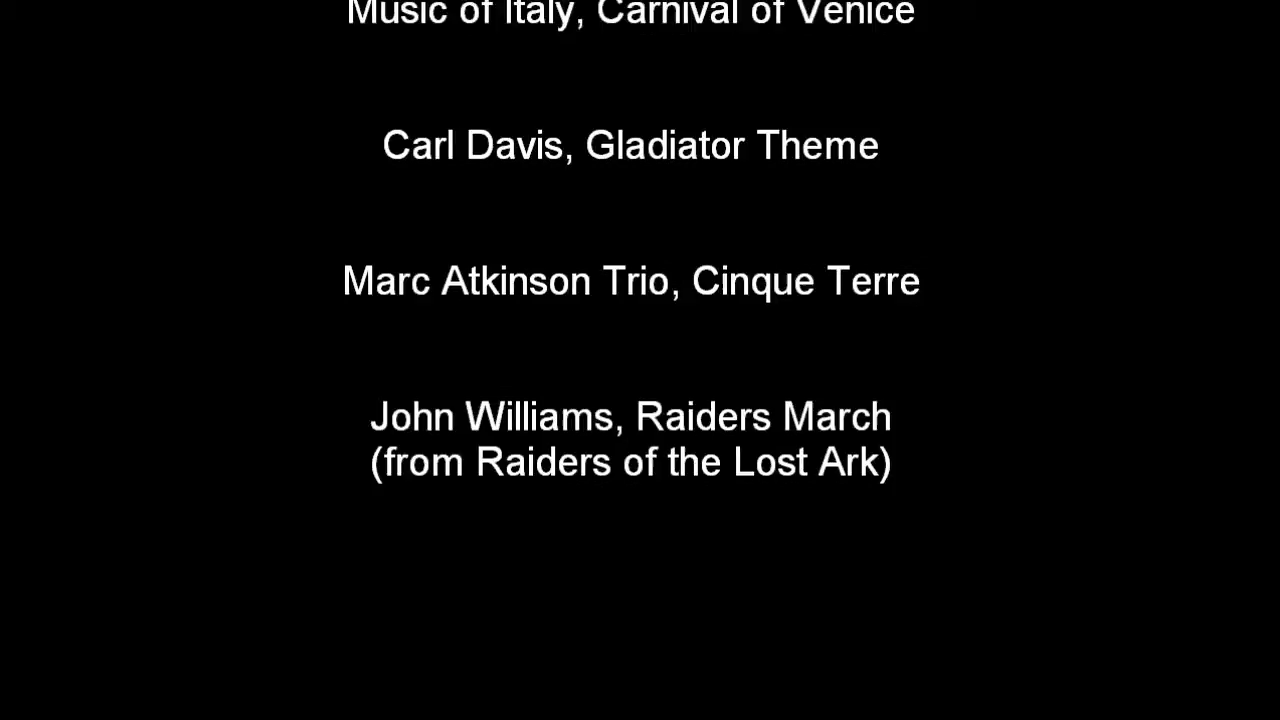 Music of Italy, Carnival of Venice
Carl Davis, Gladiator Theme
Marc Atkinson Trio, Cinque Terre
John Williams, Raiders March
(from Raiders of the Lost Ark)